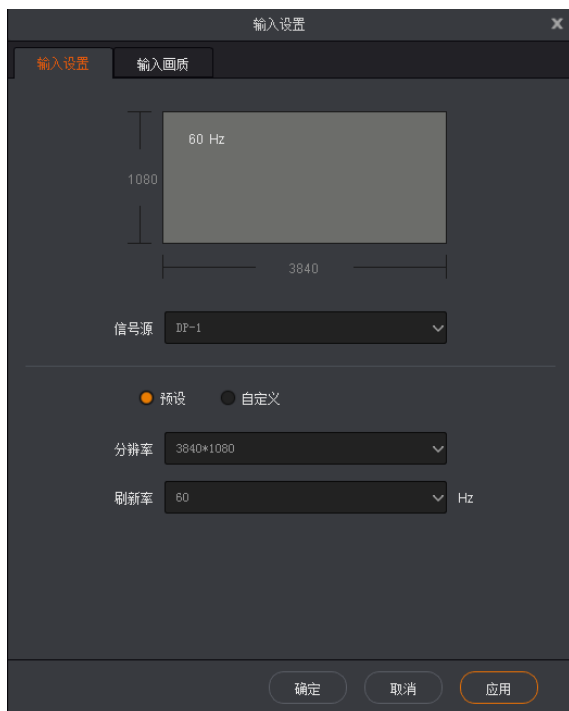 输入设置
输入设置 输入画质
60 Hz
1080
3840
信号源 DP-1
预设 自定义
分辨率 3840*1080
刷新率 60 Hz
确定 取消 应用